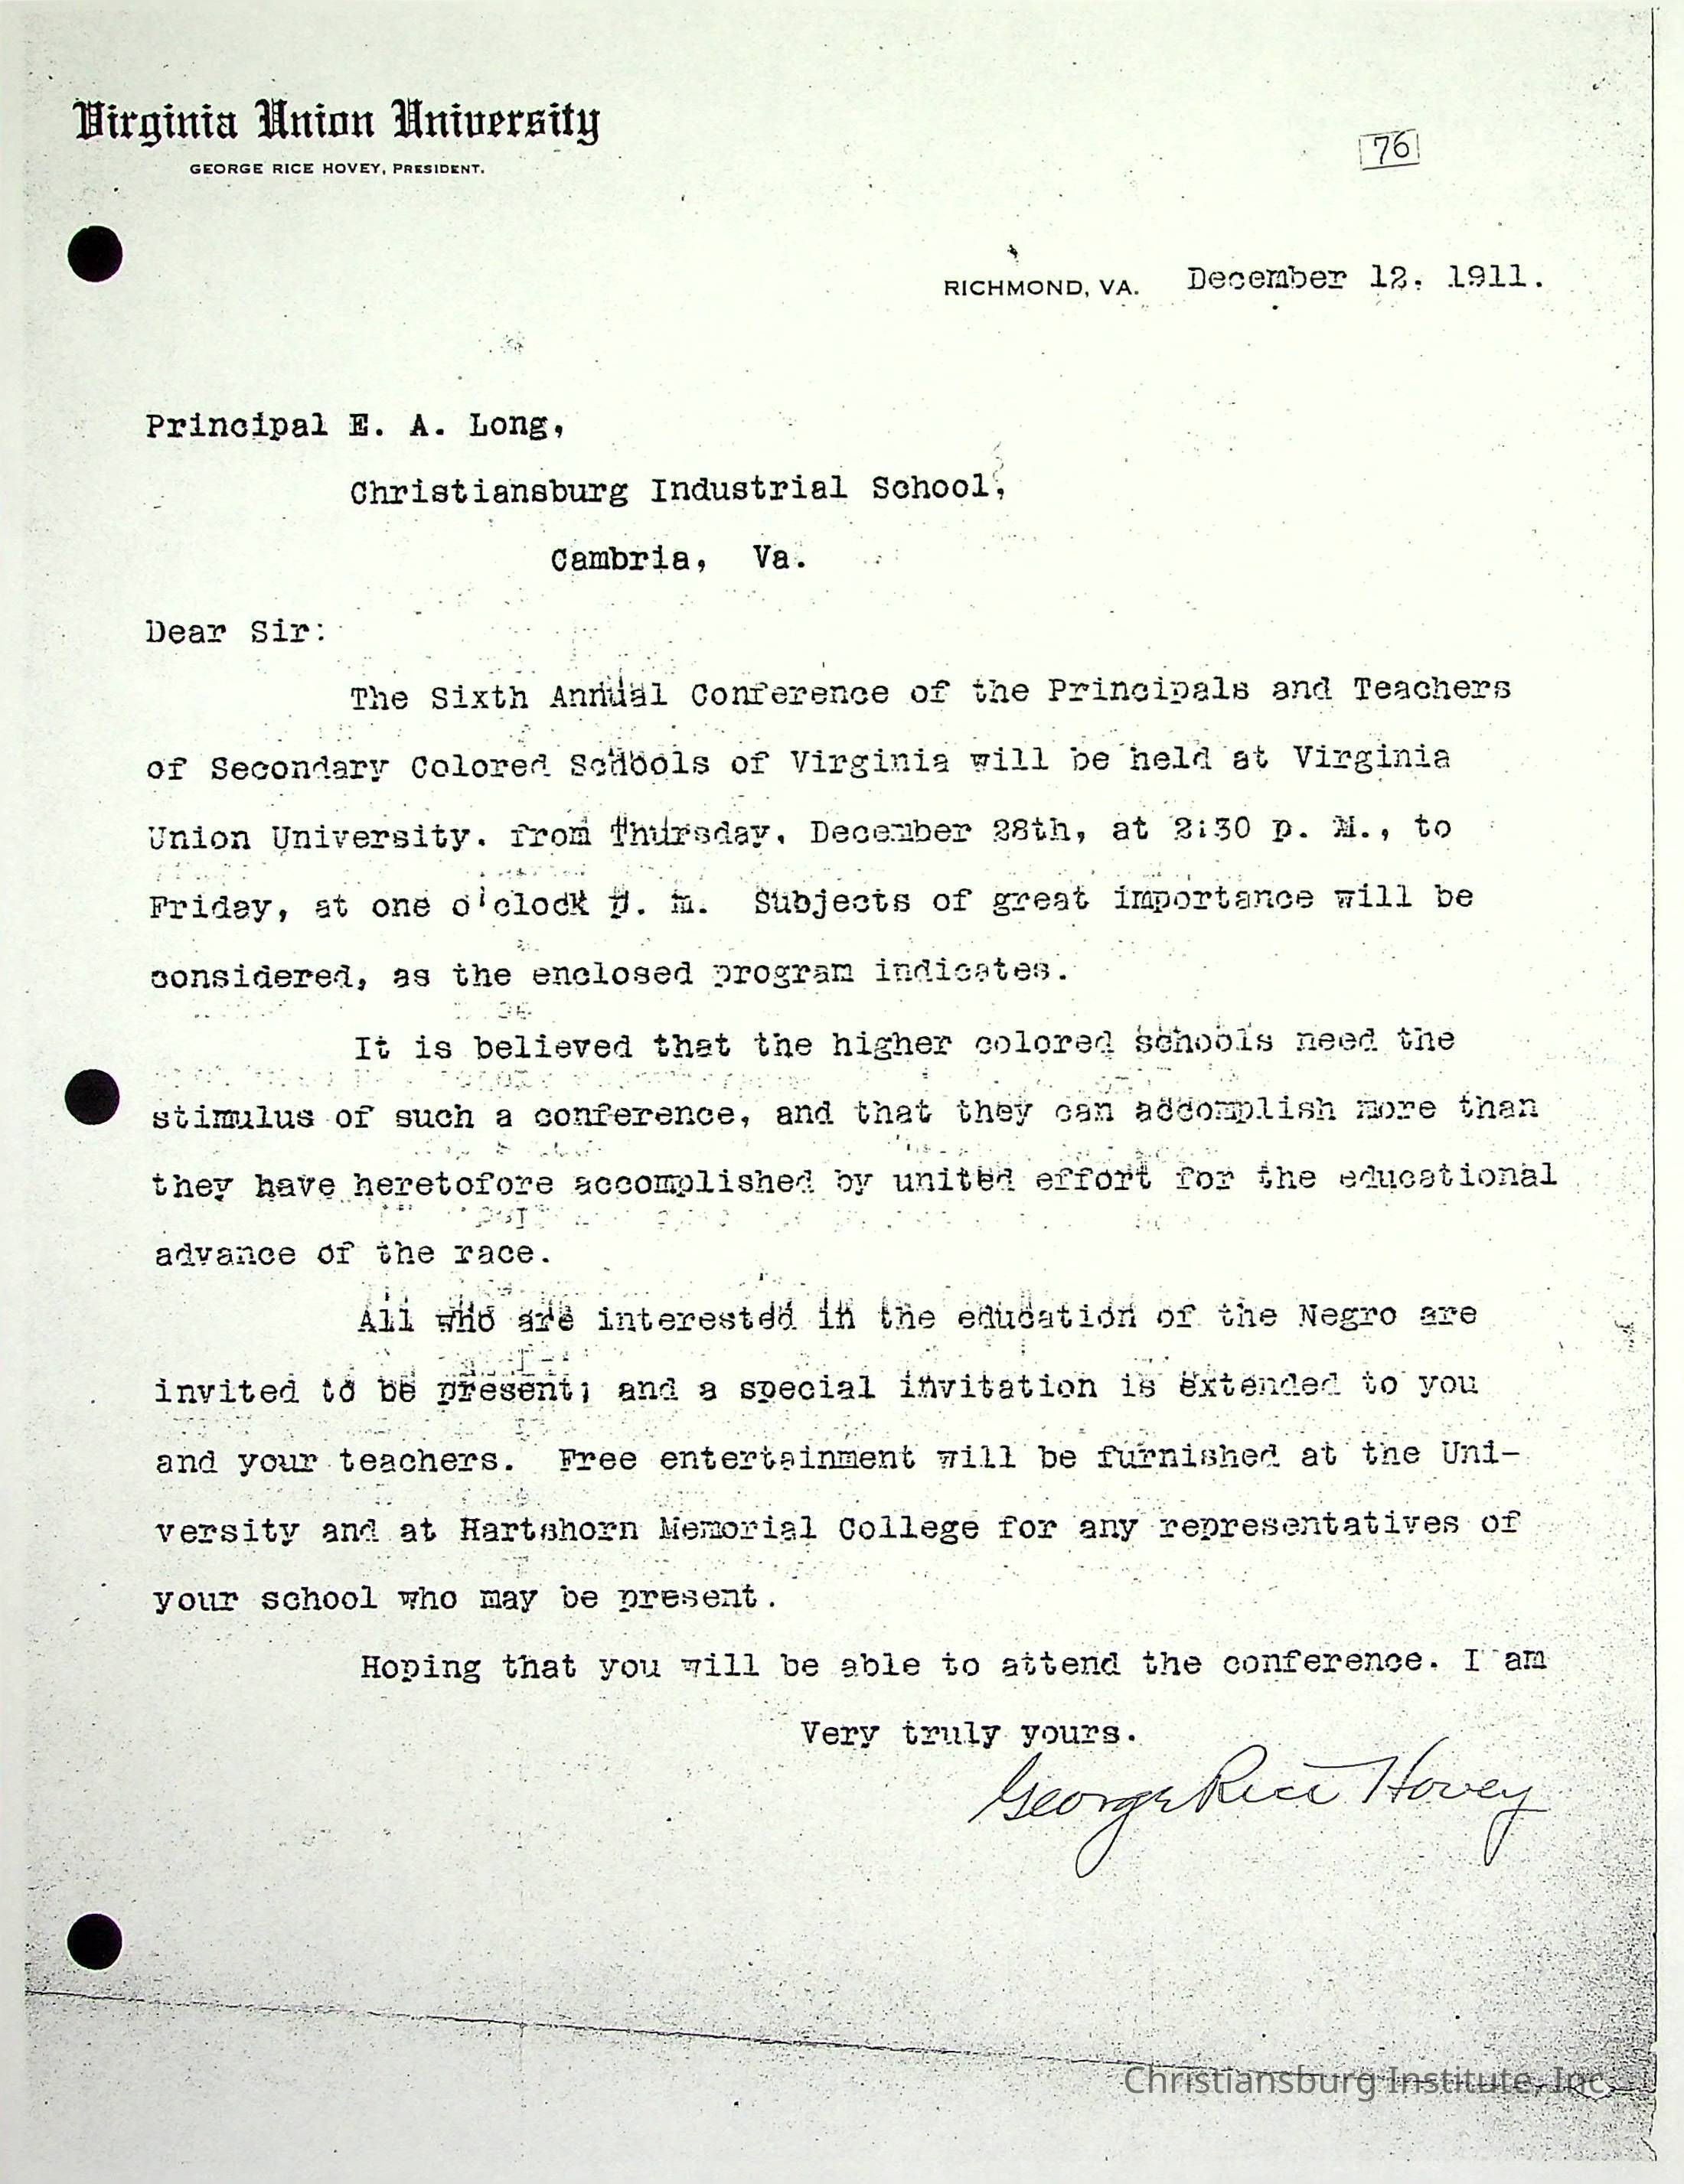 Virginia Union University
GEORGE RICE HOVEY, PRESIDENT.
76
RICHMOND, VA. December 12. 1911.
Principal E. A. Long,
Christiansburg Industrial School,
Cambria, Va.
Dear Sir:
The Sixth Annual Conference of the Principals and Teachers
of Secondary Colored Schools of Virginia will be held at Virginia
Union University. from Thursday. December 28th, at 2:30 p. M., to
Friday, at one o'clock p. m. Subjects of great importance will be
considered, as the enclosed program indicates.
It is believed that the higher colored schools need the
stimulus of such a conference, and that they can accomplish more than
they have heretofore accomplished by united effort for the educational
advance of the race.
All who are interested in the education of the Negro are
invited to be present; and a special invitation is extended to you
and your teachers. Free entertainment will be furnished at the Uni-
versity and at Hartshorn Memorial College for any representatives of
your school who may be present.
Hoping that you will be able to attend the conference. I am
Very truly yours.
George Rice Hovey
Christiansburg Institute, Inc.